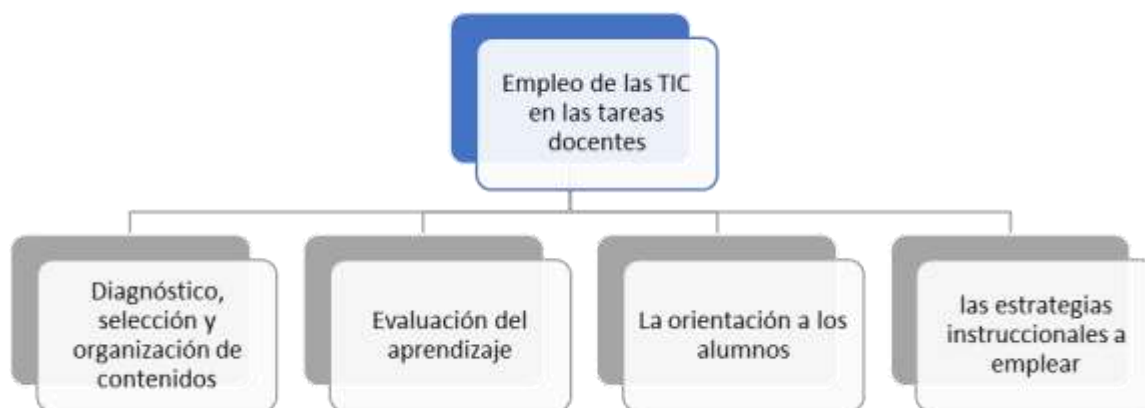 Empleo de las TIC
en las tareas
docentes
Diagnóstico,
selección y
organización de
contenidos
Evaluación del
aprendizaje
La orientación a los
alumnos
las estrategias
instruccionales a
emplear